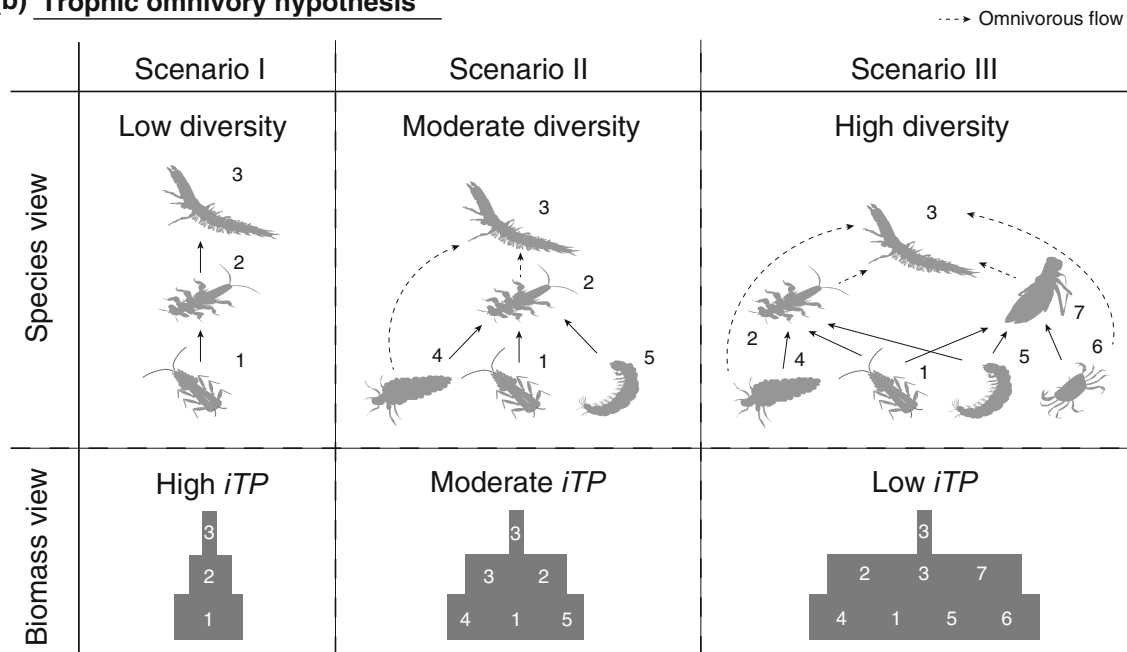 (b) Trophic omnivory hypothesis
Omnivorous flow
Scenario I
Scenario II
Scenario III
Species view
Low diversity
Moderate diversity
High diversity
3
2
1
3
2
4
1
5
3
2
4
1
5
6
7
Biomass view
High iTP
Moderate iTP
Low iTP
3
2
1
3
3 2
4 1 5
3
2 3 7
4 1 5 6